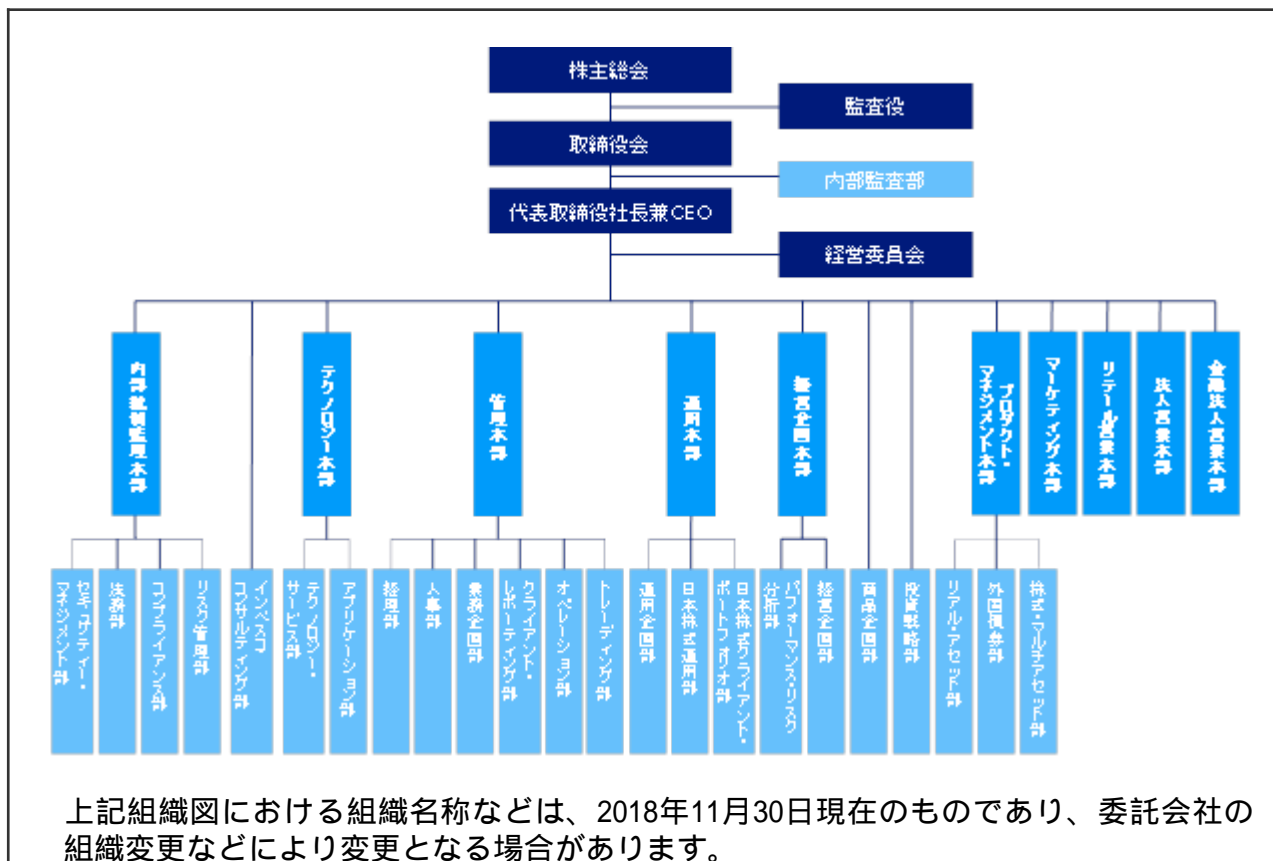 株主総会
監査役
取締役会
内部監査部
代表取締役社長兼CEO
経営委員会
内部統制監理本部
テクノロジー本部
管理本部
運用本部
経営企画本部
プロダクト・
マネジメント本部
マーケティング本部
リテール営業本部
法人営業本部
金融法人営業本部
セキュリティー・
マネジメント部
法務部
コンプライアンス部
リスク管理部
インベスコ
コンサルティング部
テクノロジー・
サービス部
アプリケーション部
経理部
人事部
業務企画部
クライアント・
レポーティング部
オペレーション部
トレーディング部
運用企画部
日本株式運用部
日本株式クライアント・
ポートフォリオ部
パフォーマンス・リスク
分析部
経営企画部
商品企画部
投資戦略部
リアル・アセット部
外国債券部
株式・マルチアセット部
上記組織図における組織名称などは、2018年11月30日現在のものであり、委託会社の
組織変更などにより変更となる場合があります。